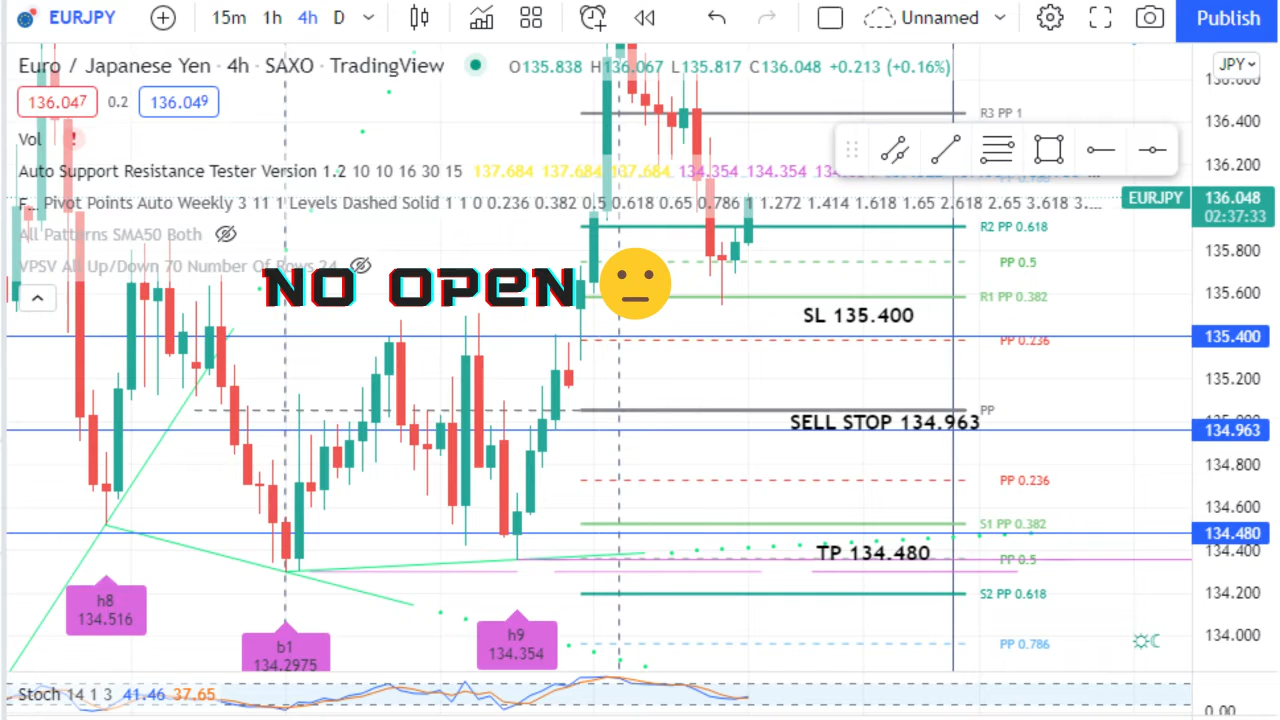 EURJPY 15m 1h 4h D Unnamed Publish
Euro / Japanese Yen · 4h · SAXO · TradingView O135.838 H136.067 L135.817 C136.048 +0.213 (+0.16%) JPY
136.047 0.2 136.049
R3 PP 1 136.400
Vol !
136.200
Auto Support Resistance Tester Version 1.2 10 10 16 30 15 137.684 137.684 137.684 134.354 134.354
F... Pivot Points Auto Weekly 3 11 1 Levels Dashed Solid 1 1 0 0.236 0.382 0.5 0.618 0.65 0.786 1 1.272 1.414 1.618 1.65 2.618 2.65 3.618 3....
EURJPY 136.048
02:37:33
All Patterns SMA50 Both
R2 PP 0.618
135.800
VPSV All Up/Down 70 Number Of Rows 24
PP 0.5
NO OPEN
R1 PP 0.382 135.600
SL 135.400
135.400
PP 0.236
135.200
PP
SELL STOP 134.963
134.963
134.800
PP 0.236
134.600
S1 PP 0.382
134.480
TP 134.480
134.400
PP 0.5
S2 PP 0.618 134.200
h8
134.516
h9
134.354
b1
134.2975
134.000
PP 0.786
Stoch 14 1 3 41.46 37.65
0.00